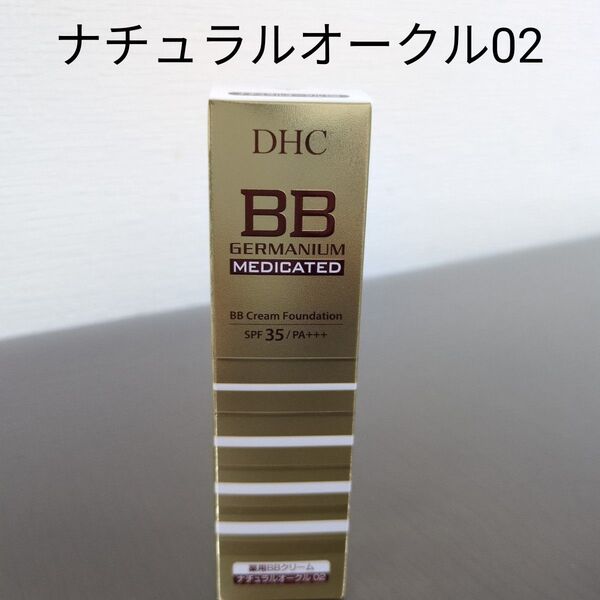 ナチュラルオークル02
DHC
BB
GERMANIUM
MEDICATED
BB Cream Foundation
SPF 35/PA+++
薬用BBクリーム
ナチュラルオークル 02